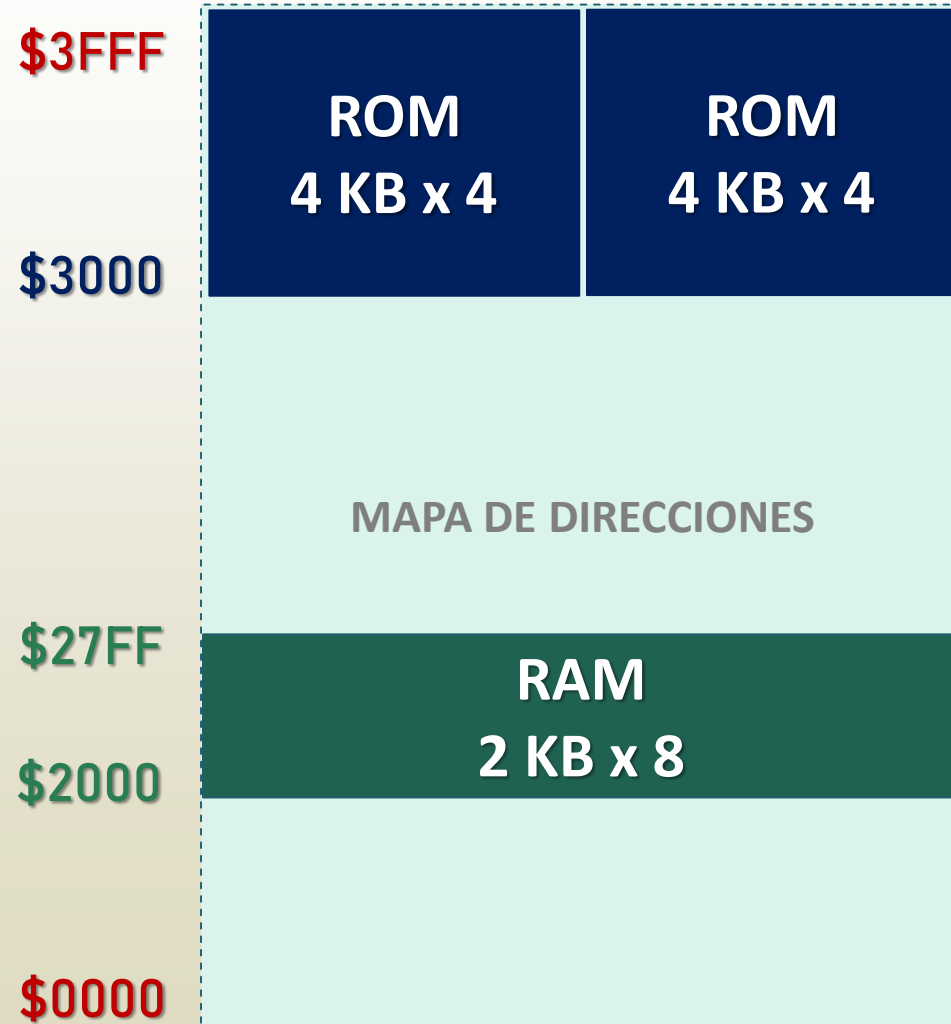 $3FFF
ROM
4 KB x 4
ROM
4 KB x 4
$3000
MAPA DE DIRECCIONES
$27FF
RAM
2 KB x 8
$2000
$0000